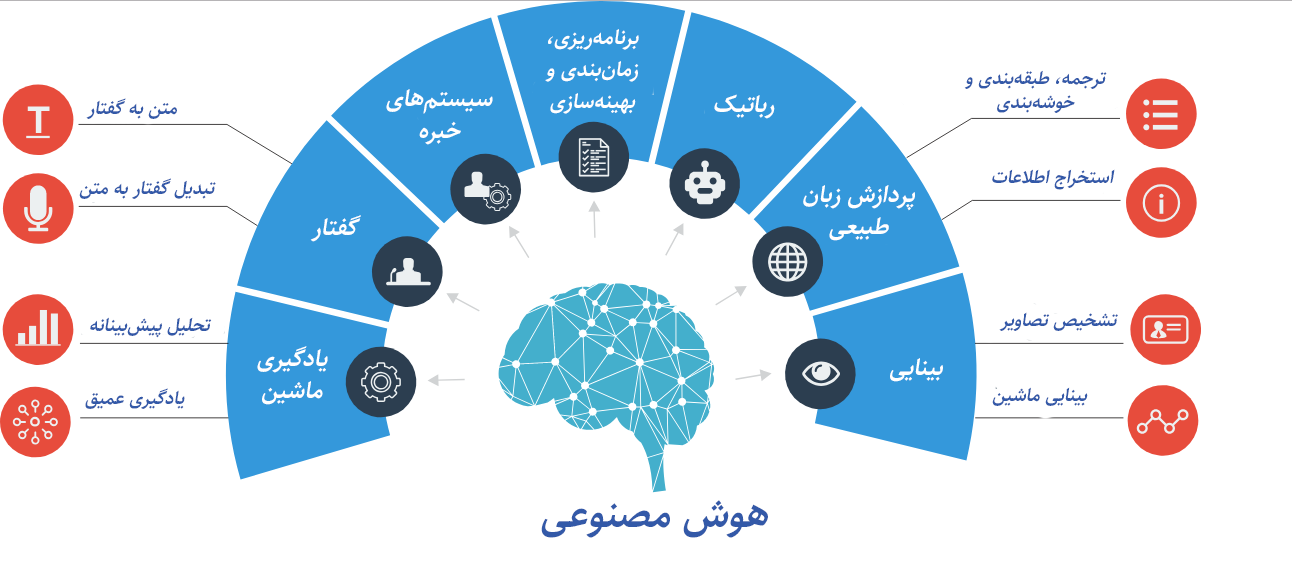 برنامه‌ریزی،
زمان‌بندی و
بهینه‌سازی
رباتیک
سیستم‌های
خبره
پردازش زبان
طبیعی
گفتار
بینایی
یادگیری
ماشین
ترجمه، طبقه‌بندی و
خوشه‌بندی
استخراج اطلاعات
تشخیص تصاویر
بینایی ماشین
متن به گفتار
T
تبدیل گفتار به متن
تحلیل پیش‌بینانه
یادگیری عمیق
هوش مصنوعی